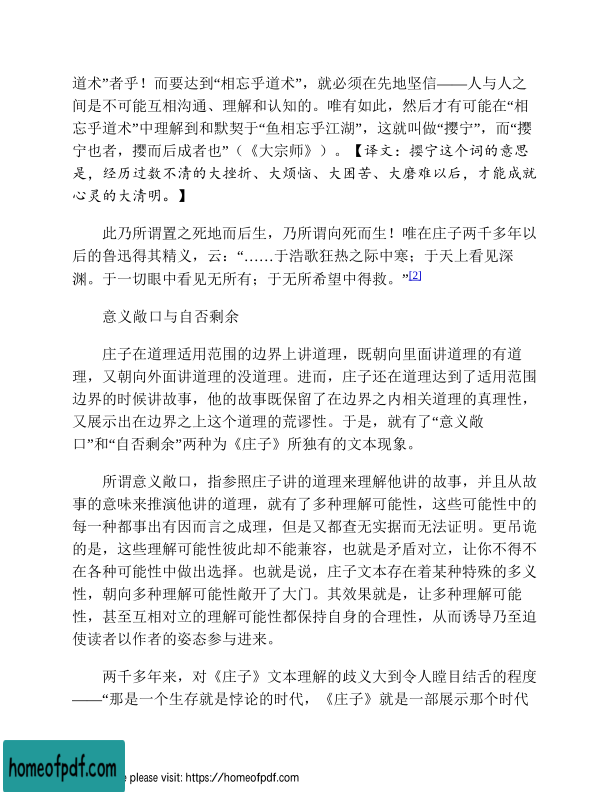 道术”者乎！而要达到“相忘乎道术”，就必须在先地坚信——人与人之
间是不可能互相沟通、理解和认知的。唯有如此，然后才有可能在“相
忘乎道术”中理解到和默契于“鱼相忘乎江湖”，这就叫做“撄宁”，而“撄
宁也者，撄而后成者也”（《大宗师》）。【译文：撄宁这个词的意思
是，经历过数不清的大挫折、大烦恼、大困苦、大磨难以后，才能成就
心灵的大清明。】
此乃所谓置之死地而后生，乃所谓向死而生！唯在庄子两千多年以
后的鲁迅得其精义，云：“……于浩歌狂热之际中寒；于天上看见深
渊。于一切眼中看见无所有；于无所希望中得救。”[2]
意义敞口与自否剩余
庄子在道理适用范围的边界上讲道理，既朝向里面讲道理的有道
理，又朝向外面讲道理的没道理。进而，庄子还在道理达到了适用范围
边界的时候讲故事，他的故事既保留了在边界之内相关道理的真理性，
又展示出在边界之上这个道理的荒谬性。于是，就有了“意义敞
口”和“自否剩余”两种为《庄子》所独有的文本现象。
所谓意义敞口，指参照庄子讲的道理来理解他讲的故事，并且从故
事的意味来推演他讲的道理，就有了多种理解可能性，这些可能性中的
每一种都事出有因而言之成理，但是又都查无实据而无法证明。更吊诡
的是，这些理解可能性彼此却不能兼容，也就是矛盾对立，让你不得不
在各种可能性中做出选择。也就是说，庄子文本存在着某种特殊的多义
性，朝向多种理解可能性敞开了大门。其效果就是，让多种理解可能
性，甚至互相对立的理解可能性都保持自身的合理性，从而诱导乃至迫
使读者以作者的姿态参与进来。
两千多年来，对《庄子》文本理解的歧义大到令人瞠目结舌的程度
——“那是一个生存就是悖论的时代，《庄子》就是一部展示那个时代
homeofpdf.com
e please visit: https://homeofpdf.com